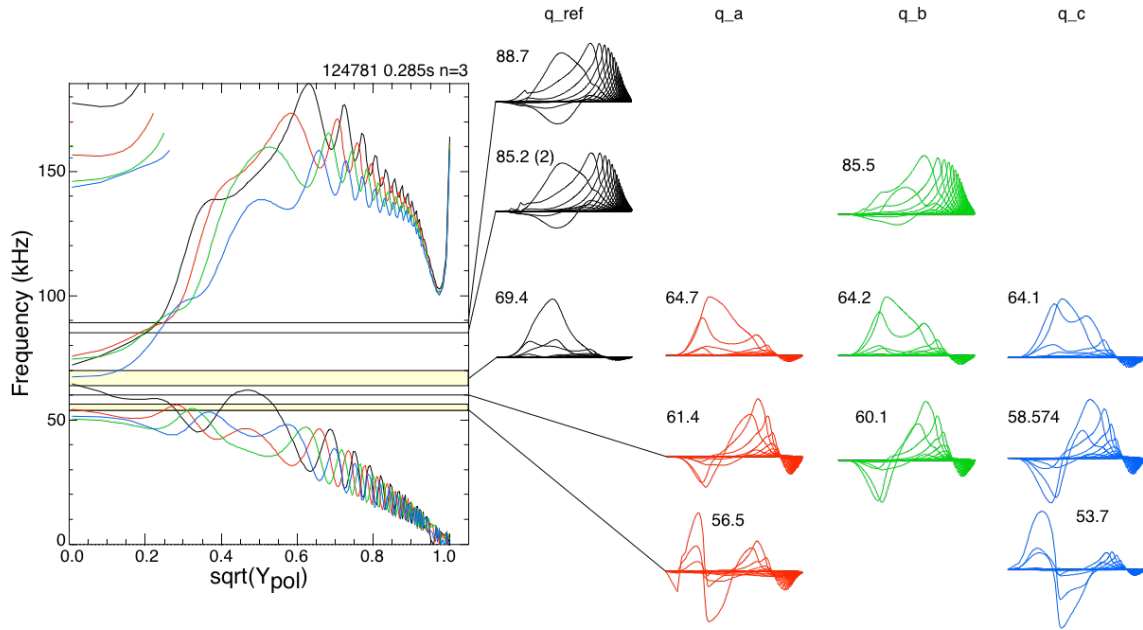 q_ref q_a q_b q_c
124781 0.285s n=3
88.7
85.2 (2) 85.5
69.4 64.7 64.2 64.1
61.4 60.1 58.574
56.5 53.7
Frequency (kHz)
150
100
50
0
0.0 0.2 0.4 0.6 0.8 1.0
sqrt(Ypol)